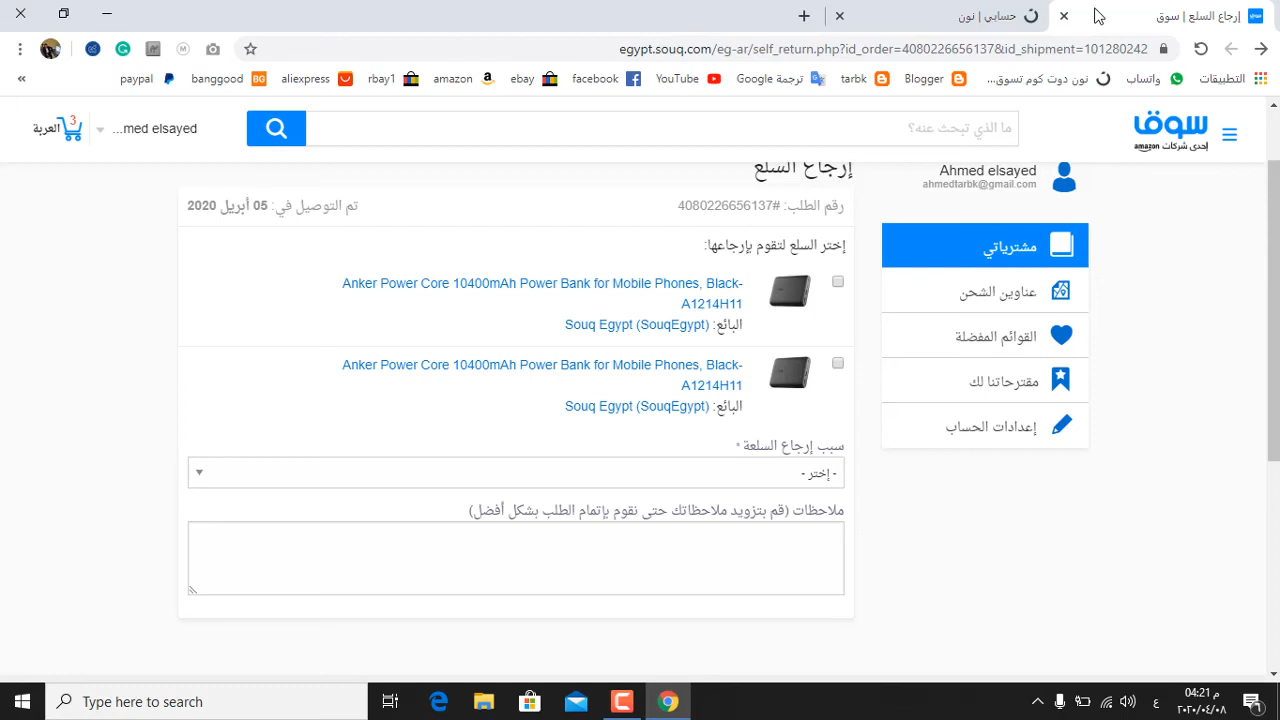 إرجاع السلع | سوق
حسابي | نون
egypt.souq.com/eg-ar/self_return.php?id_order=4080226656137&id_shipment=101280242
التطبيقات
واتساب
نون دوت كوم تسوق...
Blogger
tarbk
ترجمة Google
YouTube
facebook
ebay
amazon
rbay1
aliexpress
banggood
paypal
سوق
إحدى شركات amazon
ما الذي تبحث عنه؟
...med elsayed
العربة
3
Ahmed elsayed
ahmedtarbk@gmail.com
مشترياتي
عناوين الشحن
القوائم المفضلة
مقترحاتنا لك
إعدادات الحساب
إرجاع السلع
رقم الطلب: #4080226656137
تم التوصيل في: 05 أبريل 2020
إختر السلع لتقوم بإرجاعها:
Anker Power Core 10400mAh Power Bank for Mobile Phones, Black-
A1214H11
البائع: Souq Egypt (SouqEgypt)
Anker Power Core 10400mAh Power Bank for Mobile Phones, Black-
A1214H11
البائع: Souq Egypt (SouqEgypt)
سبب إرجاع السلعة *
- إختر -
ملاحظات (قم بتزويد ملاحظاتك حتى نقوم بإتمام الطلب بشكل أفضل)
Type here to search
ع
04:21 م
٢٠٢٠/٠٤/٠٨